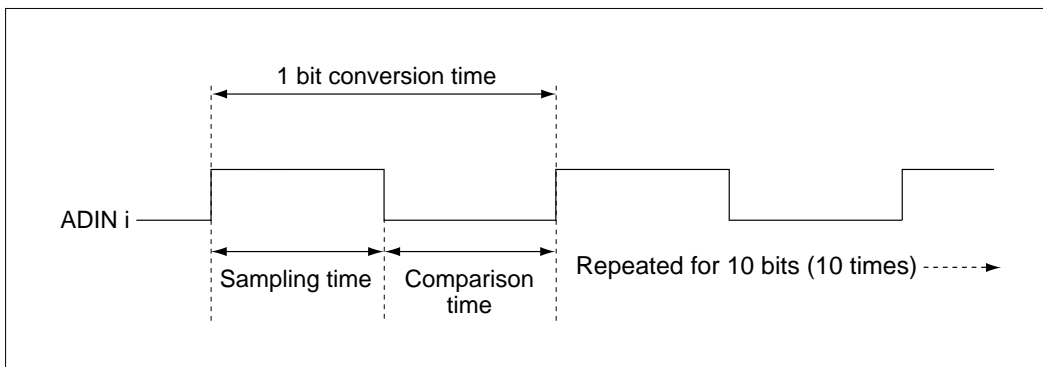 1 bit conversion time
ADIN i
Sampling time
Comparison
time
Repeated for 10 bits (10 times)